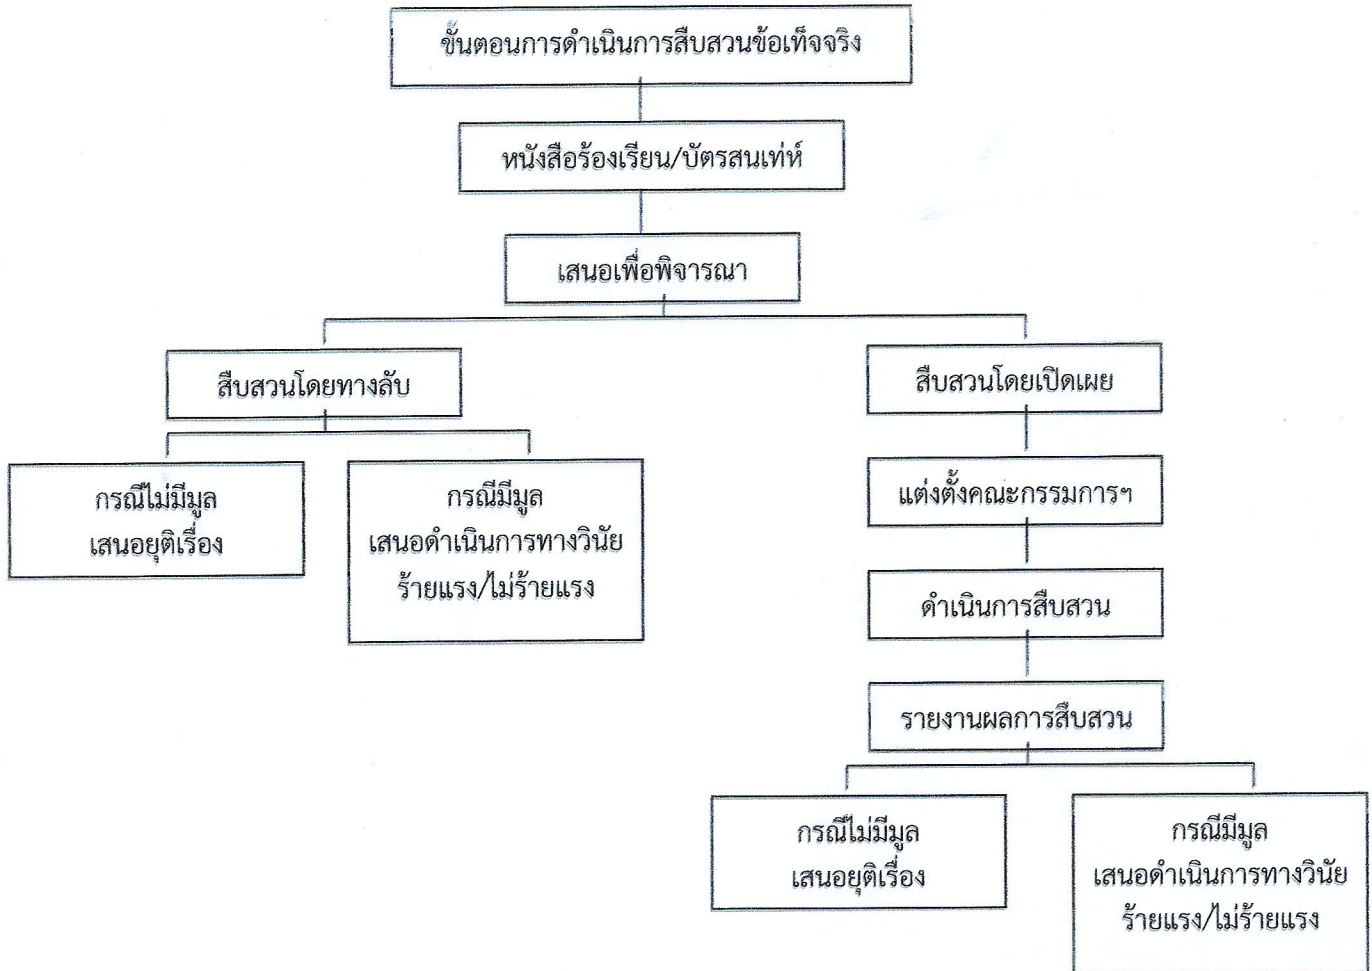 ขั้นตอนการดำเนินการสืบสวนข้อเท็จจริง
หนังสือร้องเรียน/บัตรสนเท่ห์
เสนอเพื่อพิจารณา
สืบสวนโดยทางลับ
กรณีไม่มีมูล
เสนอยุติเรื่อง
กรณีมีมูล
เสนอดำเนินการทางวินัย
ร้ายแรง/ไม่ร้ายแรง
สืบสวนโดยเปิดเผย
แต่งตั้งคณะกรรมการฯ
ดำเนินการสืบสวน
รายงานผลการสืบสวน
กรณีไม่มีมูล
เสนอยุติเรื่อง
กรณีมีมูล
เสนอดำเนินการทางวินัย
ร้ายแรง/ไม่ร้ายแรง